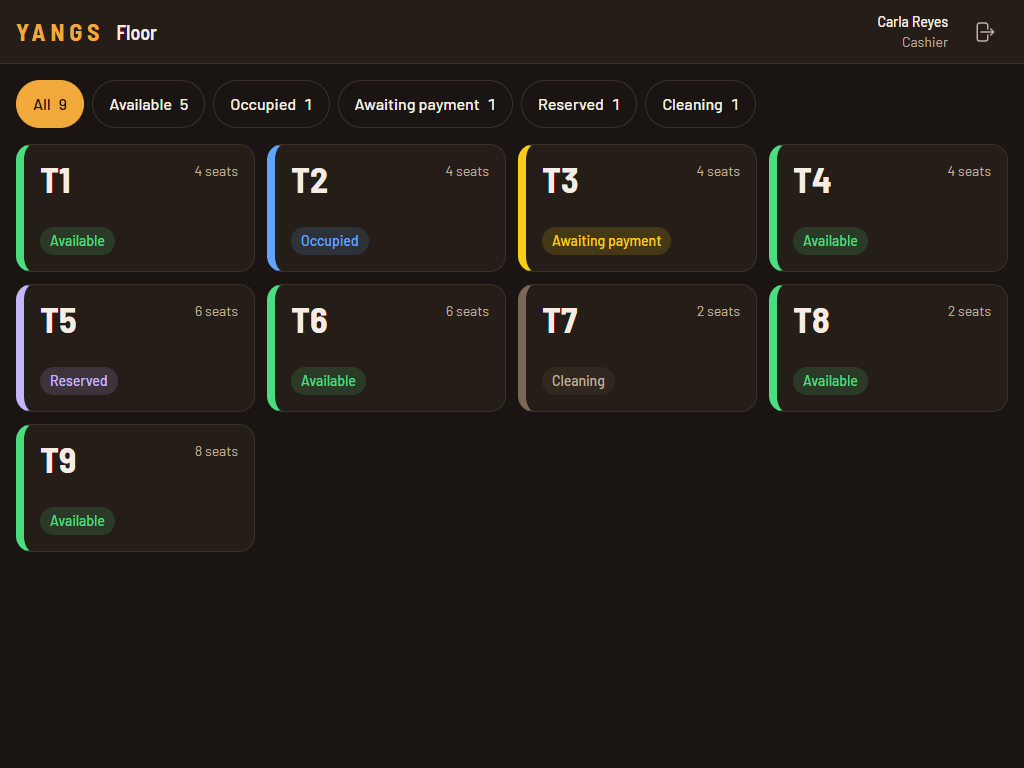 YANGS Floor
Carla Reyes
Cashier
All 9 Available 5 Occupied 1 Awaiting payment 1 Reserved 1 Cleaning 1
T1 4 seats
Available
T2 4 seats
Occupied
T3 4 seats
Awaiting payment
T4 4 seats
Available
T5 6 seats
Reserved
T6 6 seats
Available
T7 2 seats
Cleaning
T8 2 seats
Available
T9 8 seats
Available